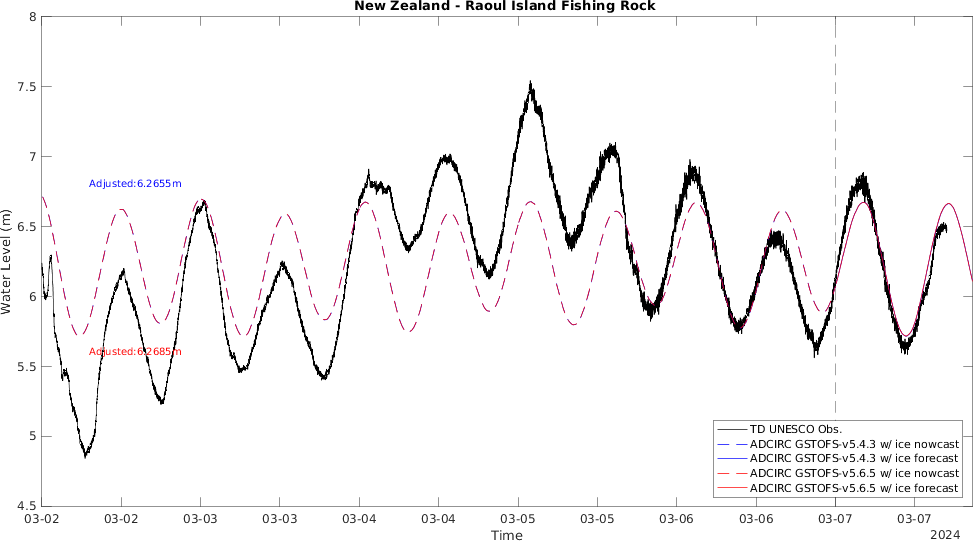 New Zealand - Raoul Island Fishing Rock
8
7.5
7
6.5
6
5.5
5
4.5
Water Level (m)
Adjusted:6.2655m
Adjusted:6.2685m
TD UNESCO Obs.
ADCIRC GSTOFS-v5.4.3 w/ ice nowcast
ADCIRC GSTOFS-v5.4.3 w/ ice forecast
ADCIRC GSTOFS-v5.6.5 w/ ice nowcast
ADCIRC GSTOFS-v5.6.5 w/ ice forecast
03-02 03-02 03-03 03-03 03-04 03-04 03-05 03-05 03-06 03-06 03-07 03-07
Time
2024